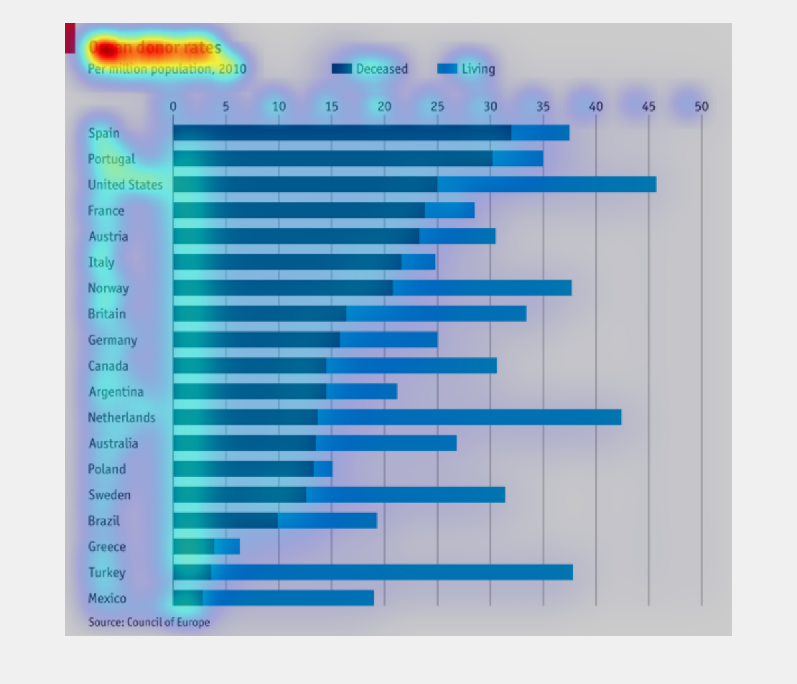 Organ donor rates
Per million population, 2010
Deceased Living
0 5 10 15 20 25 30 35 40 45 50
Spain
Portugal
United States
France
Austria
Italy
Norway
Britain
Germany
Canada
Argentina
Netherlands
Australia
Poland
Sweden
Brazil
Greece
Turkey
Mexico
Source: Council of Europe